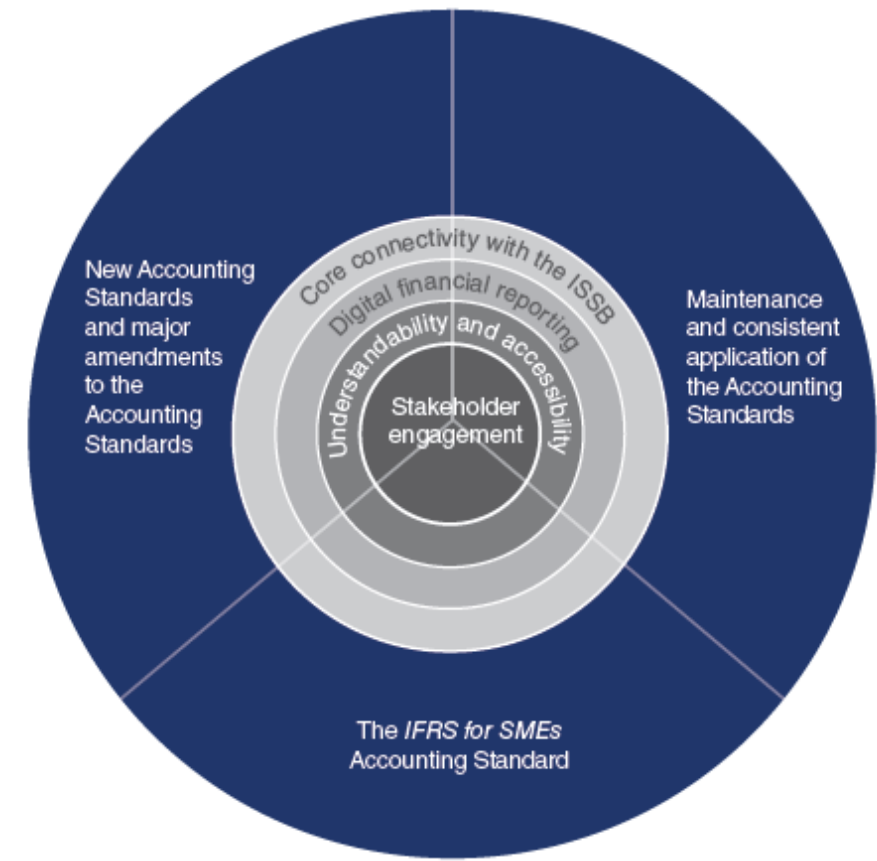 Core connectivity with the ISSB
Digital financial reporting
Understandability and accessibility
Stakeholder
engagement
New Accounting
Standards
and major
amendments
to the
Accounting
Standards
Maintenance
and consistent
application of
the Accounting
Standards
The IFRS for SMEs
Accounting Standard